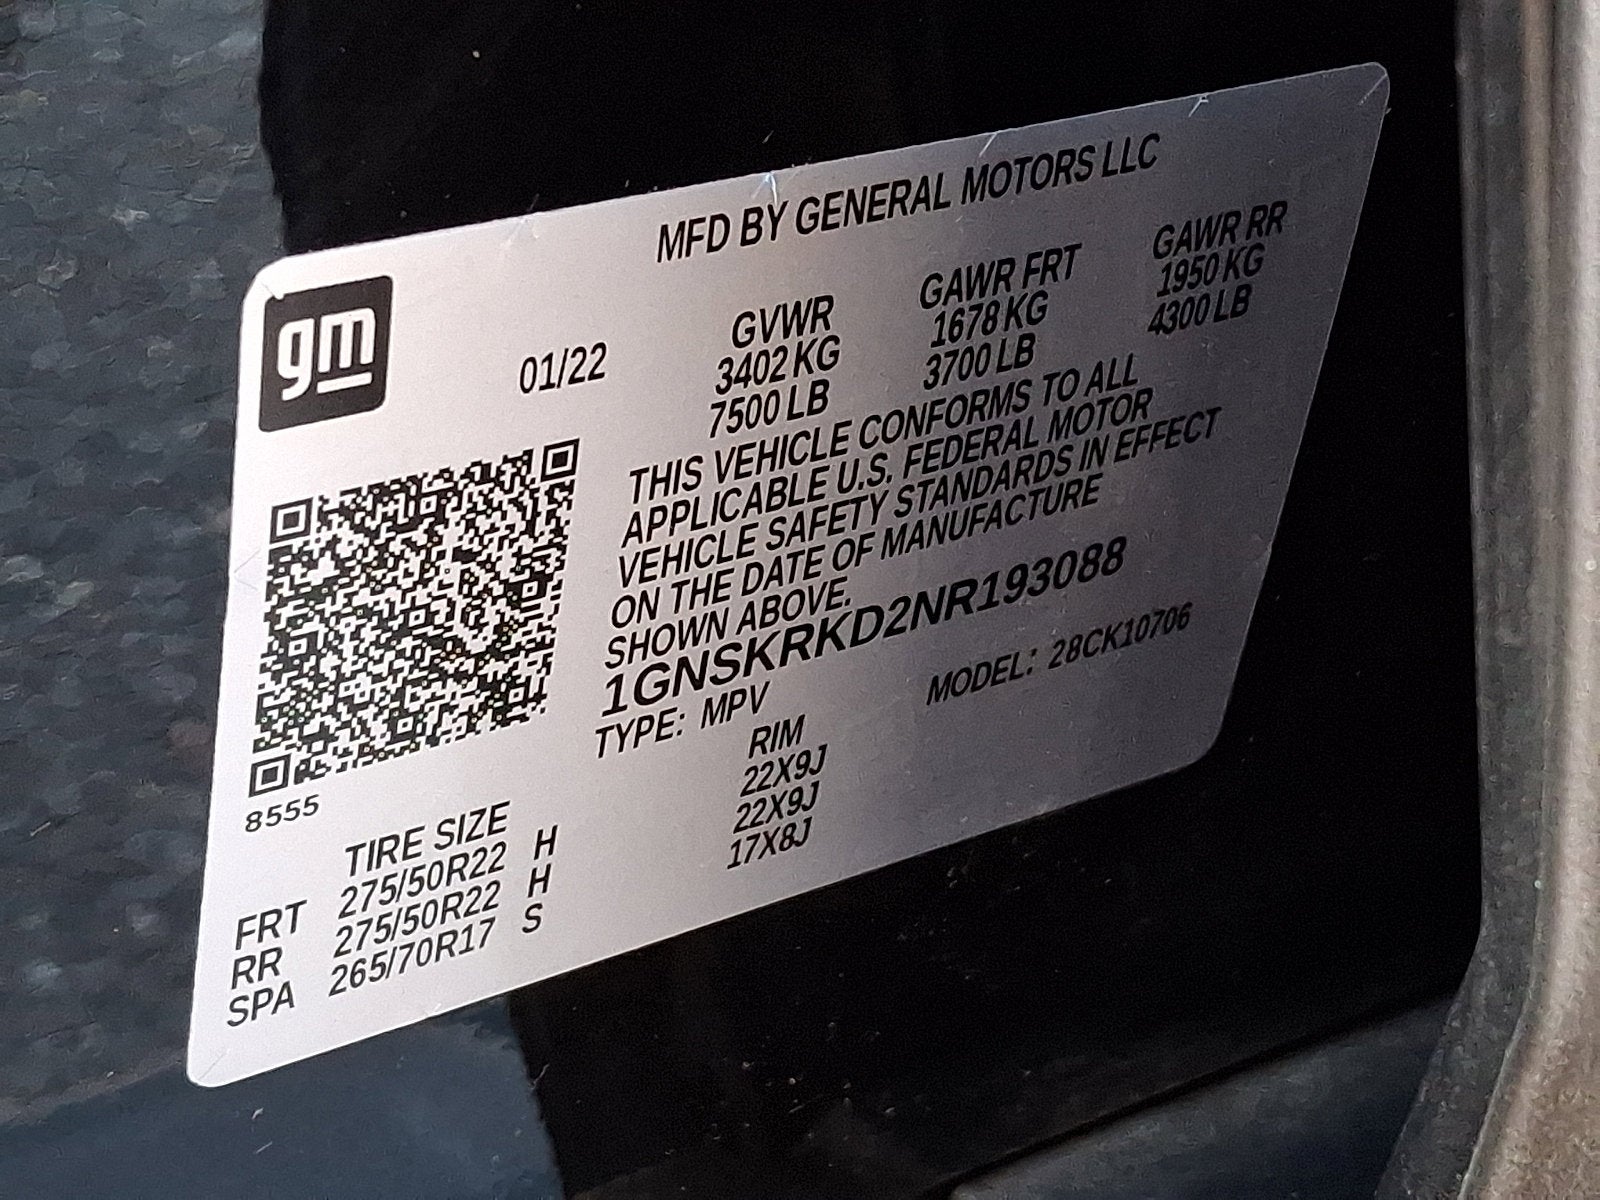 MFD BY GENERAL MOTORS LLC
gm
01/22
GVWR
3402 KG
7500 LB
GAWR FRT
1678 KG
3700 LB
GAWR RR
1950 KG
4300 LB
THIS VEHICLE CONFORMS TO ALL
APPLICABLE U.S. FEDERAL MOTOR
VEHICLE SAFETY STANDARDS IN EFFECT
ON THE DATE OF MANUFACTURE
SHOWN ABOVE.
1GNSKRKD2NR193088
TYPE: MPV MODEL: 28CK10706
8555
TIRE SIZE RIM
FRT 275/50R22 H 22X9J
RR 275/50R22 H 22X9J
SPA 265/70R17 S 17X8J